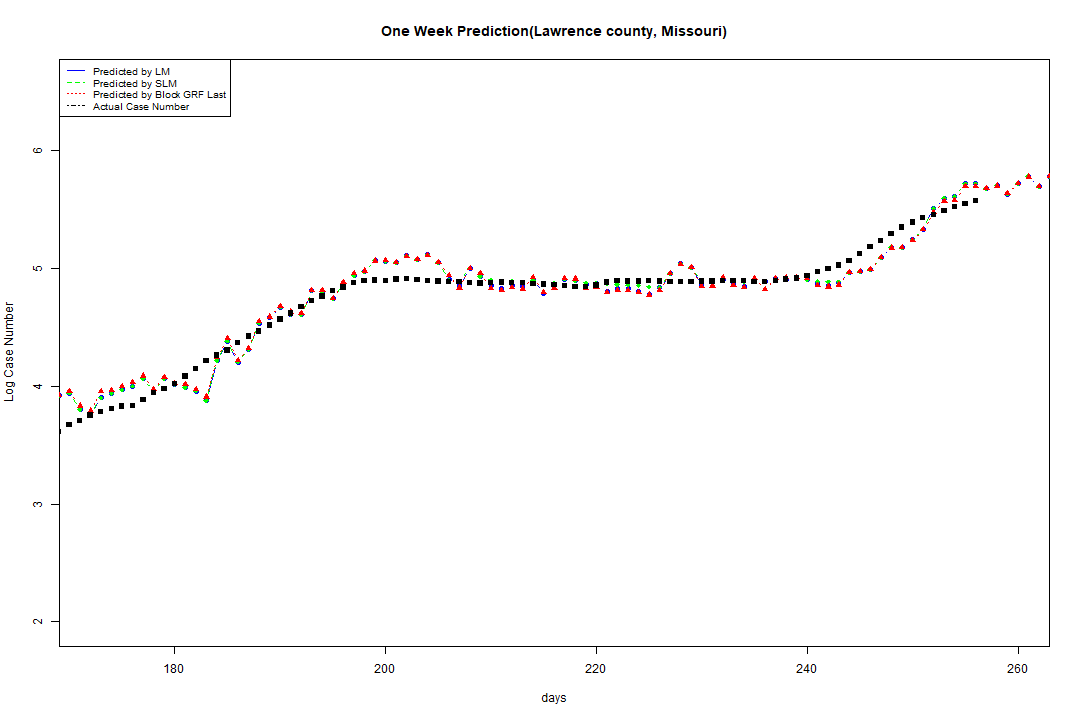 One Week Prediction(Lawrence county, Missouri)
Predicted by LM
Predicted by SLM
Predicted by Block GRF Last
Actual Case Number
6
5
4
3
2
Log Case Number
180 200 220 240 260
days